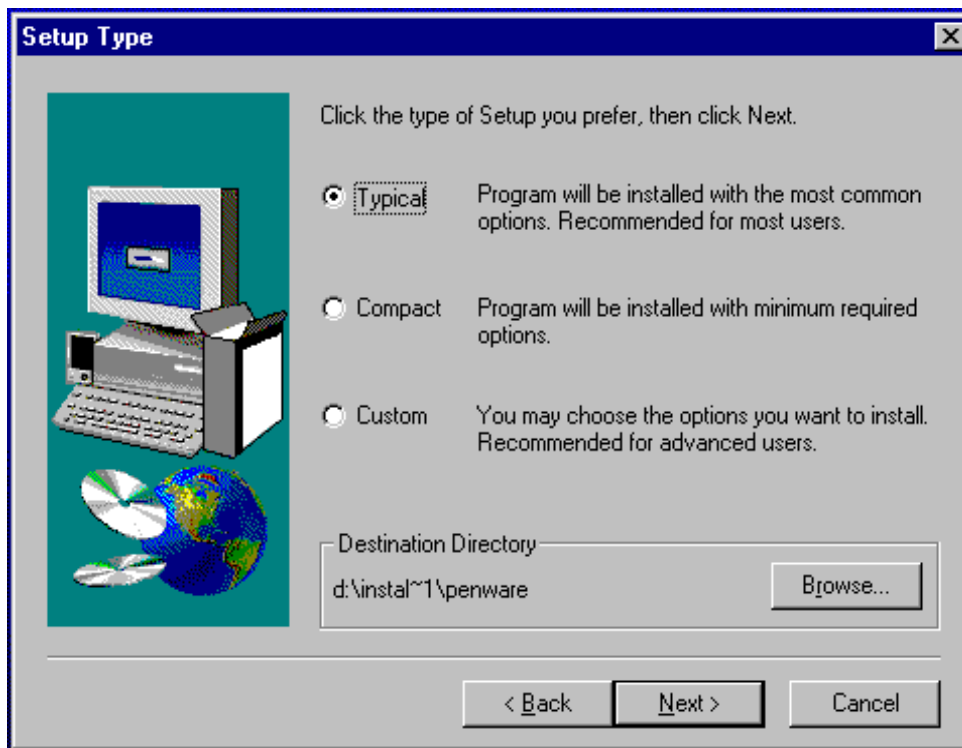 Setup Type
Click the type of Setup you prefer, then click Next.
Typical
Program will be installed with the most common
options. Recommended for most users.
Compact
Program will be installed with minimum required
options.
Custom
You may choose the options you want to install.
Recommended for advanced users.
Destination Directory
d:\instal~1\penware
Browse...
< Back
Next >
Cancel